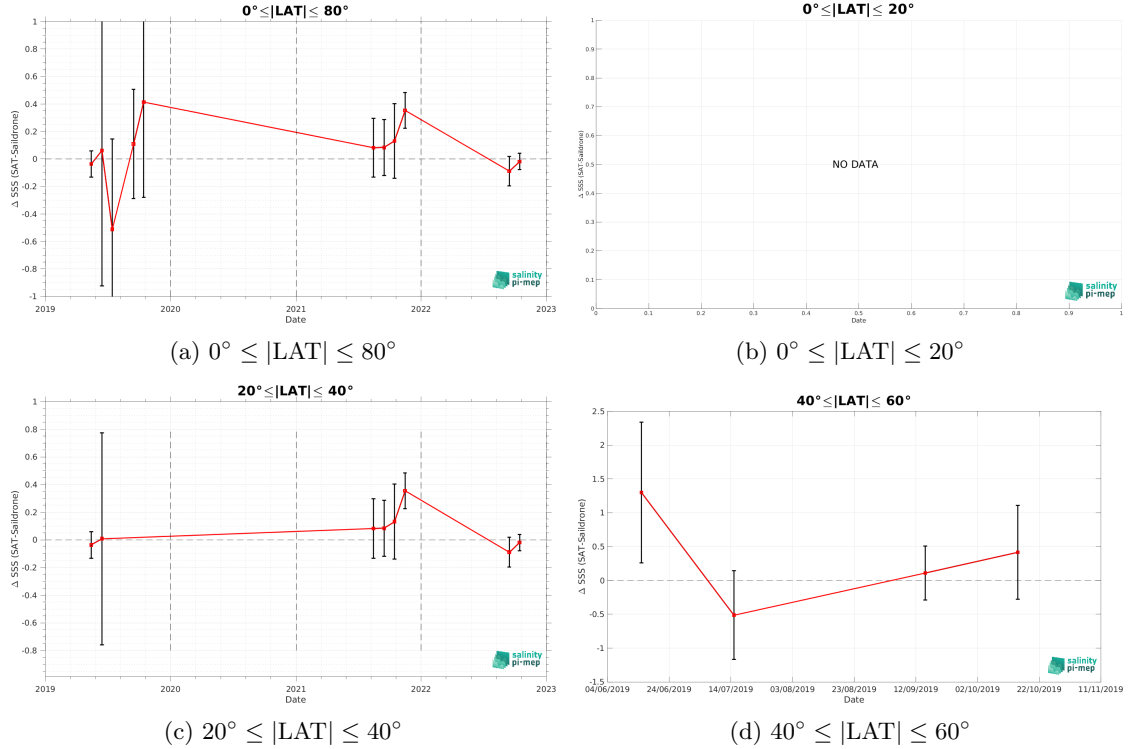 0°≤|LAT|≤ 80°
Δ SSS (SAT-Saildrone)
1
0.8
0.6
0.4
0.2
0
-0.2
-0.4
-0.6
-0.8
-1
2019 2020 2021 2022 2023
Date
salinity
pi-mep
(a) 0° ≤ |LAT| ≤ 80°
0°≤|LAT|≤ 20°
Δ SSS (SAT-Saildrone)
1
0.9
0.8
0.7
0.6
0.5
0.4
0.3
0.2
0.1
0
NO DATA
0 0.1 0.2 0.3 0.4 0.5 0.6 0.7 0.8 0.9 1
Date
salinity
pi-mep
(b) 0° ≤ |LAT| ≤ 20°
20°≤|LAT|≤ 40°
Δ SSS (SAT-Saildrone)
1
0.8
0.6
0.4
0.2
0
-0.2
-0.4
-0.6
-0.8
2019 2020 2021 2022 2023
Date
salinity
pi-mep
(c) 20° ≤ |LAT| ≤ 40°
40°≤|LAT|≤ 60°
Δ SSS (SAT-Saildrone)
2.5
2
1.5
1
0.5
0
-0.5
-1
-1.5
04/06/2019 24/06/2019 14/07/2019 03/08/2019 23/08/2019 12/09/2019 02/10/2019 22/10/2019 11/11/2019
Date
salinity
pi-mep
(d) 40° ≤ |LAT| ≤ 60°